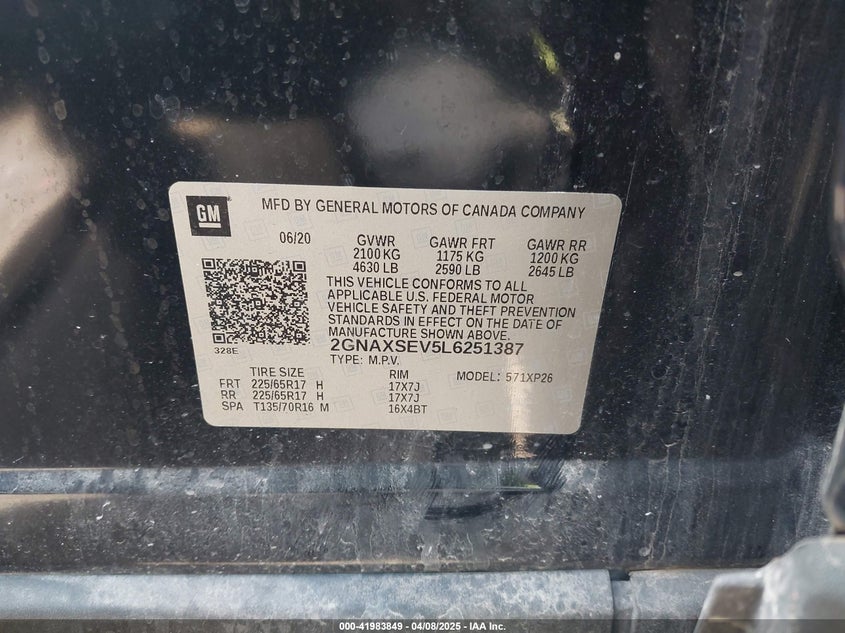 GM
MFD BY GENERAL MOTORS OF CANADA COMPANY
06/20 GVWR GAWR FRT GAWR RR
2100 KG 1175 KG 1200 KG
4630 LB 2590 LB 2645 LB
THIS VEHICLE CONFORMS TO ALL
APPLICABLE U.S. FEDERAL MOTOR
VEHICLE SAFETY AND THEFT PREVENTION
STANDARDS IN EFFECT ON THE DATE OF
MANUFACTURE SHOWN ABOVE.
328E
2GNAXSEV5L6251387
TYPE: M.P.V.
TIRE SIZE RIM MODEL: 571XP26
FRT 225/65R17 H 17X7J
RR 225/65R17 H 17X7J
SPA T135/70R16 M 16X4BT
000-41983849 - 04/08/2025 - IAA Inc.